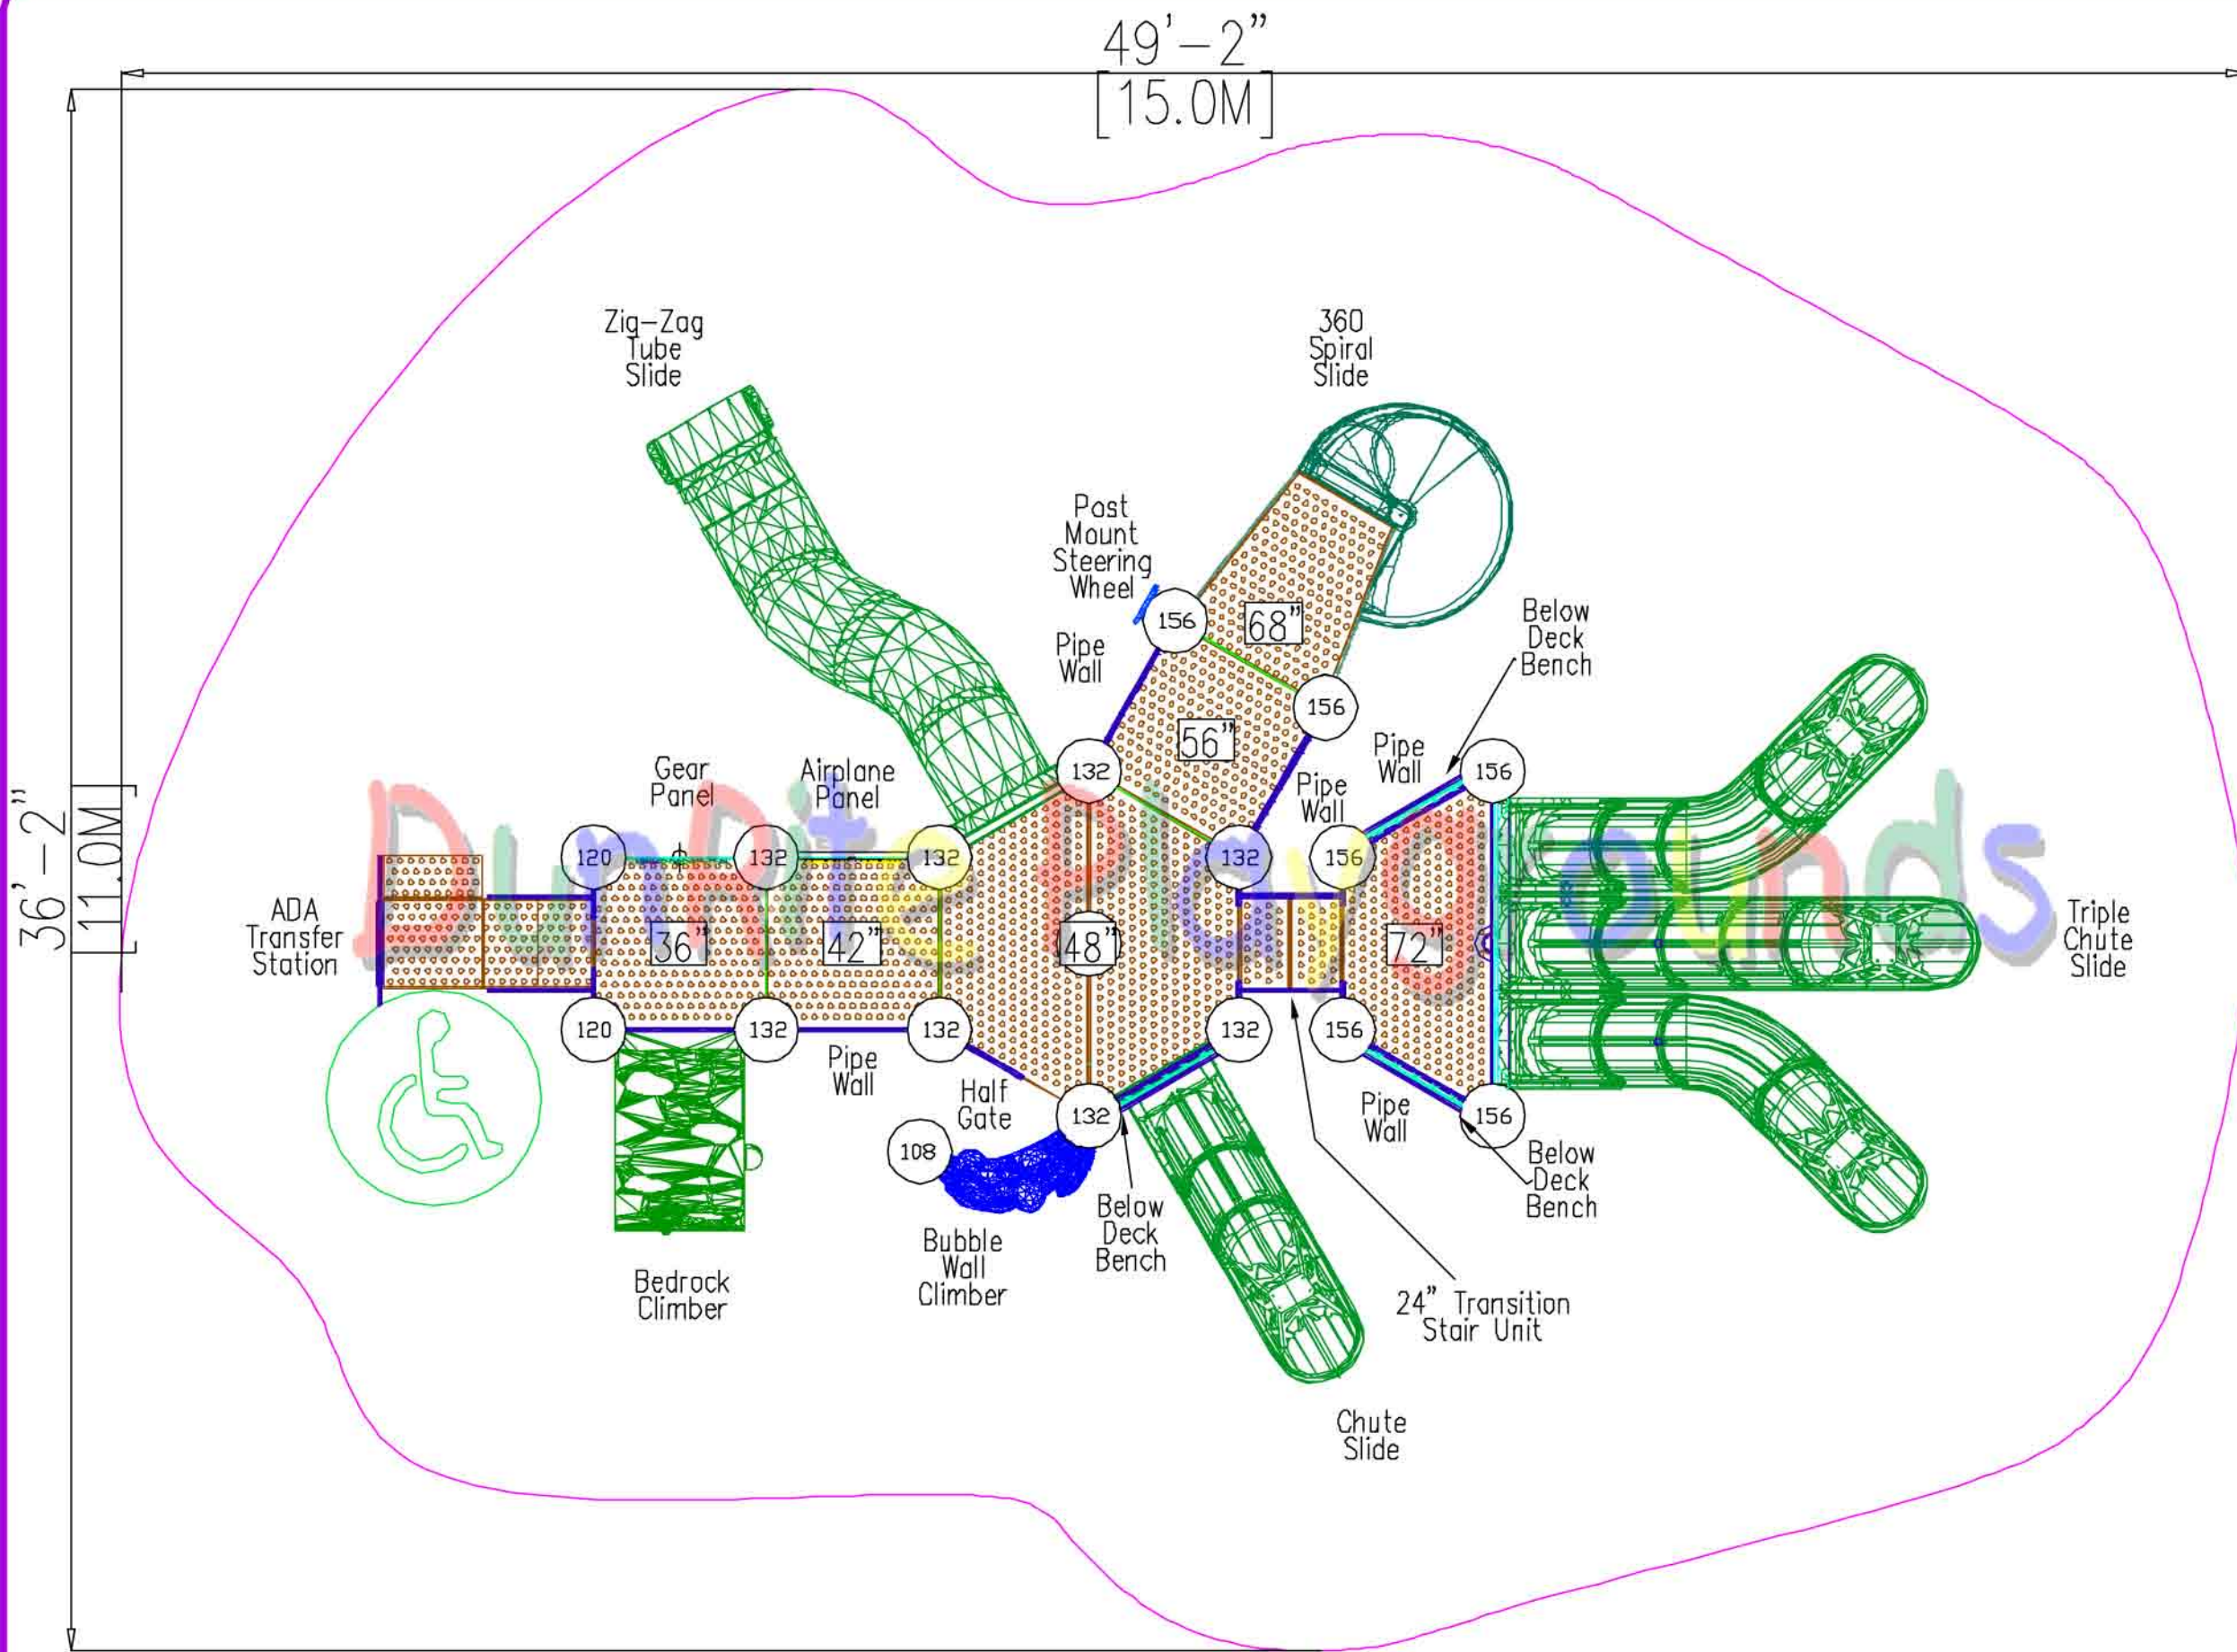 49'-2"
[15.0M]
36'-2"
[11.0M]
Zig-Zag
Tube
Slide
360
Spiral
Slide
Post
Mount
Steering
Wheel
156
68"
Below
Deck
Bench
Pipe
Wall
156
56"
132
Pipe
Wall
Pipe
Wall
156
Gear
Panel
Airplane
Panel
DunRite Playgrounds
120
132
132
132
156
ADA
Transfer
Station
36"
42"
48"
72"
Triple
Chute
Slide
120
132
132
132
156
Pipe
Wall
Half
Gate
132
Pipe
Wall
156
108
Below
Deck
Bench
Below
Deck
Bench
Bubble
Wall
Climber
Bedrock
Climber
24" Transition
Stair Unit
Chute
Slide